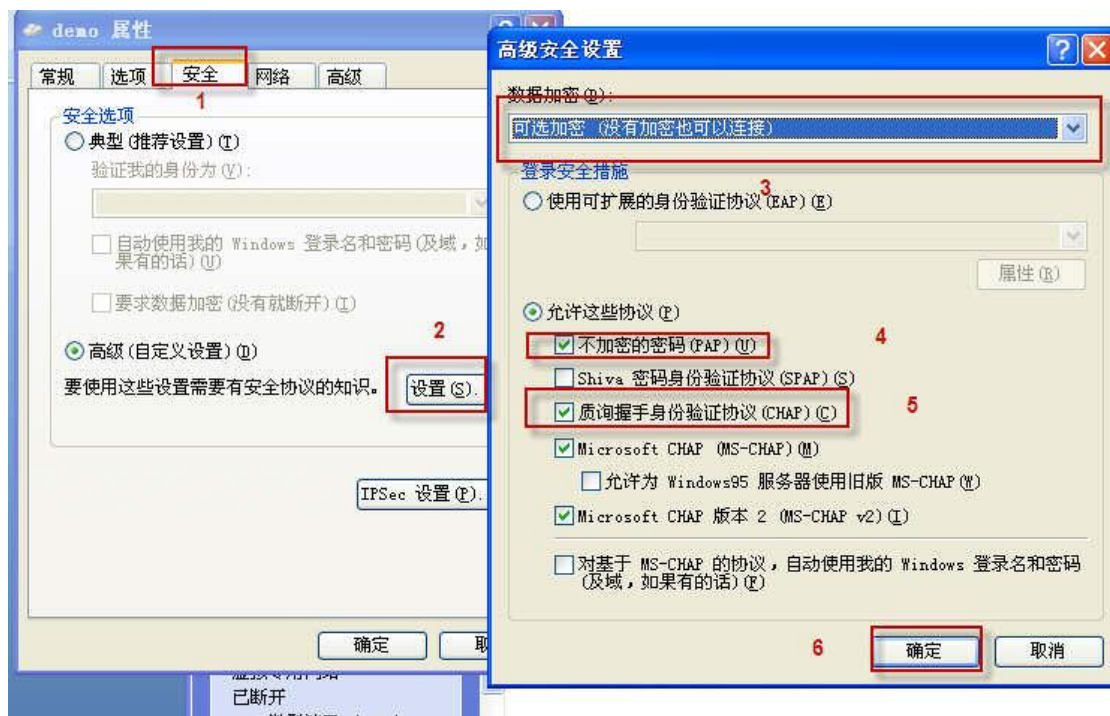 demo 属性
常规 选项 安全 网络 高级
1
安全选项
典型(推荐设置)(T)
验证我的身份为(V):
自动使用我的 Windows 登录名和密码(及域，如
果有的话)(U)
要求数据加密(没有就断开)(I)
2
高级(自定义设置)(D)
要使用这些设置需要有安全协议的知识。
设置(S).
IPSec 设置(P).
确定
已断开
高级安全设置
数据加密(D):
可选加密 (没有加密也可以连接)
登录安全措施
3
使用可扩展的身份验证协议(EAP)(E)
属性(R)
允许这些协议(P)
不加密的密码(PAP)(U)
4
Shiva 密码身份验证协议(SPAP)(S)
质询握手身份验证协议(CHAP)(C)
5
Microsoft CHAP (MS-CHAP)(M)
允许为 Windows95 服务器使用旧版 MS-CHAP(W)
Microsoft CHAP 版本 2 (MS-CHAP v2)(I)
对基于 MS-CHAP 的协议，自动使用我的 Windows 登录名和密码
(及域，如果有的话)(F)
6
确定 取消